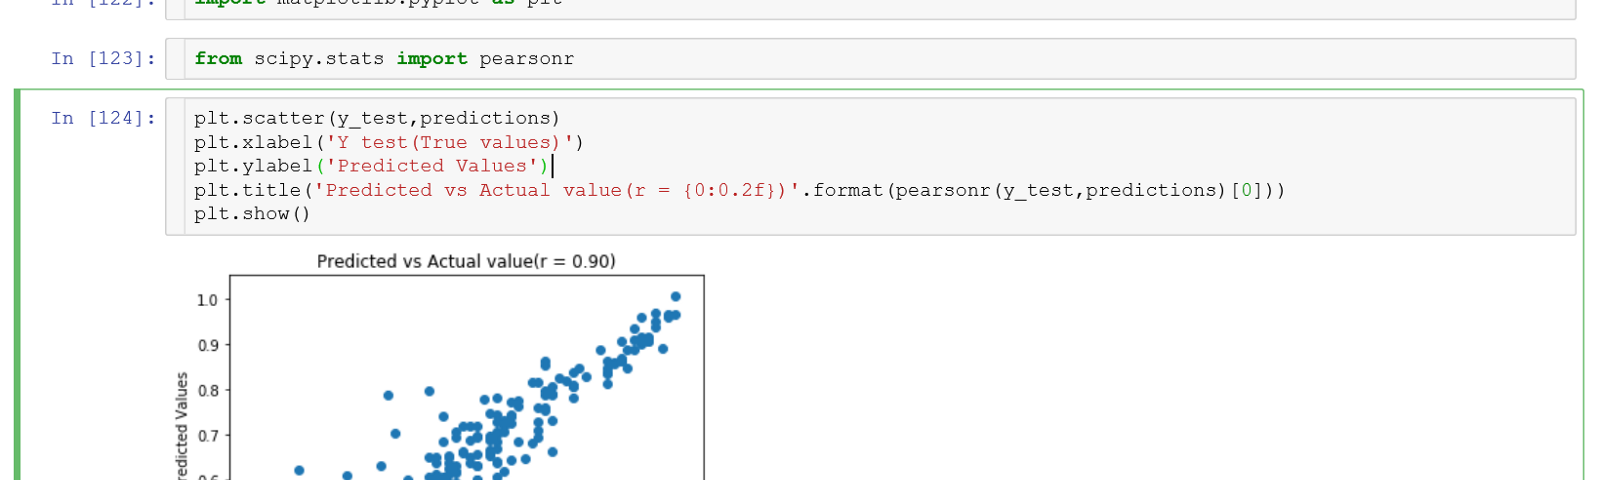 In [122]: import matplotlib.pyplot as plt
In [123]: from scipy.stats import pearsonr
In [124]: plt.scatter(y_test,predictions)
plt.xlabel('Y test(True values)')
plt.ylabel('Predicted Values')
plt.title('Predicted vs Actual value(r = {0:0.2f})'.format(pearsonr(y_test,predictions)[0]))
plt.show()
Predicted vs Actual value(r = 0.90)
1.0
0.9
0.8
0.7
0.6
Predicted Values